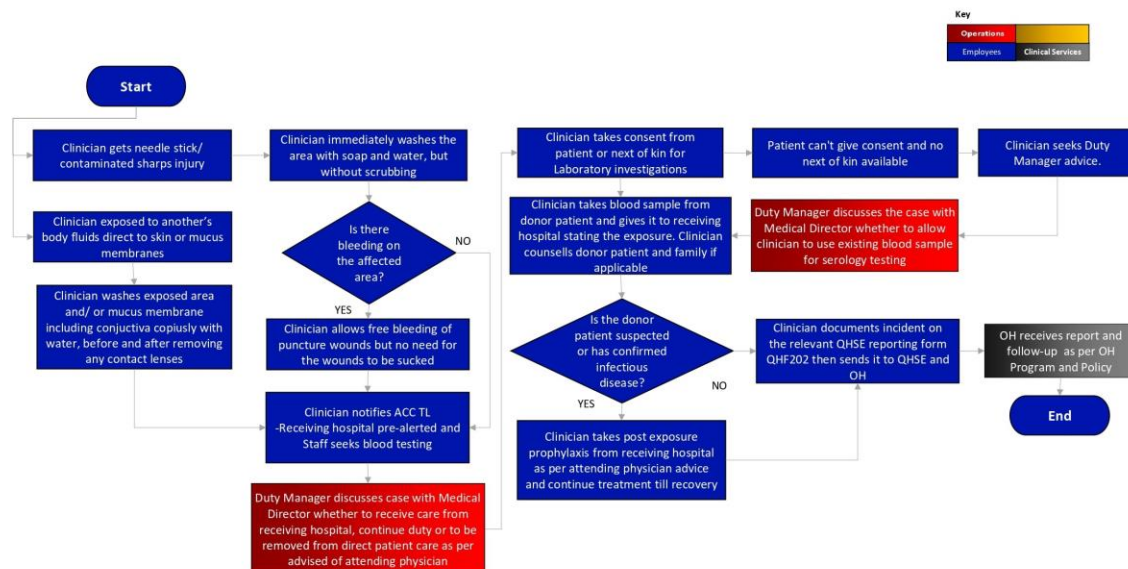 Key
Operations
Employees
Clinical Services
Start
Clinician gets needle stick/
contaminated sharps injury
Clinician exposed to another's
body fluids direct to skin or mucus
membranes
Clinician washes exposed area
and/ or mucus membrane
including conjuctiva copiusly with
water, before and after removing
any contact lenses
Clinician immediately washes the
area with soap and water, but
without scrubbing
Is there
bleeding on
the affected
area?
NO
YES
Clinician allows free bleeding of
puncture wounds but no need for
the wounds to be sucked
Clinician notifies ACC TL
-Receiving hospital pre-alerted and
Staff seeks blood testing
Duty Manager discusses case with Medical
Director whether to receive care from
receiving hospital, continue duty or to be
removed from direct patient care as per
advised of attending physician
Clinician takes consent from
patient or next of kin for
Laboratory investigations
Patient can't give consent and no
next of kin available
Clinician seeks Duty
Manager advice.
Duty Manager discusses the case with
Medical Director whether to allow
clinician to use existing blood sample
for serology testing
Clinician takes blood sample from
donor patient and gives it to receiving
hospital stating the exposure. Clinician
counsells donor patient and family if
applicable
Is the donor
patient suspected
or has confirmed
infectious
disease?
NO
YES
Clinician takes post exposure
prophylaxis from receiving hospital
as per attending physician advice
and continue treatment till recovery
Clinician documents incident on
the relevant QHSE reporting form
QHF202 then sends it to QHSE and
OH
OH receives report and
follow-up as per OH
Program and Policy
End